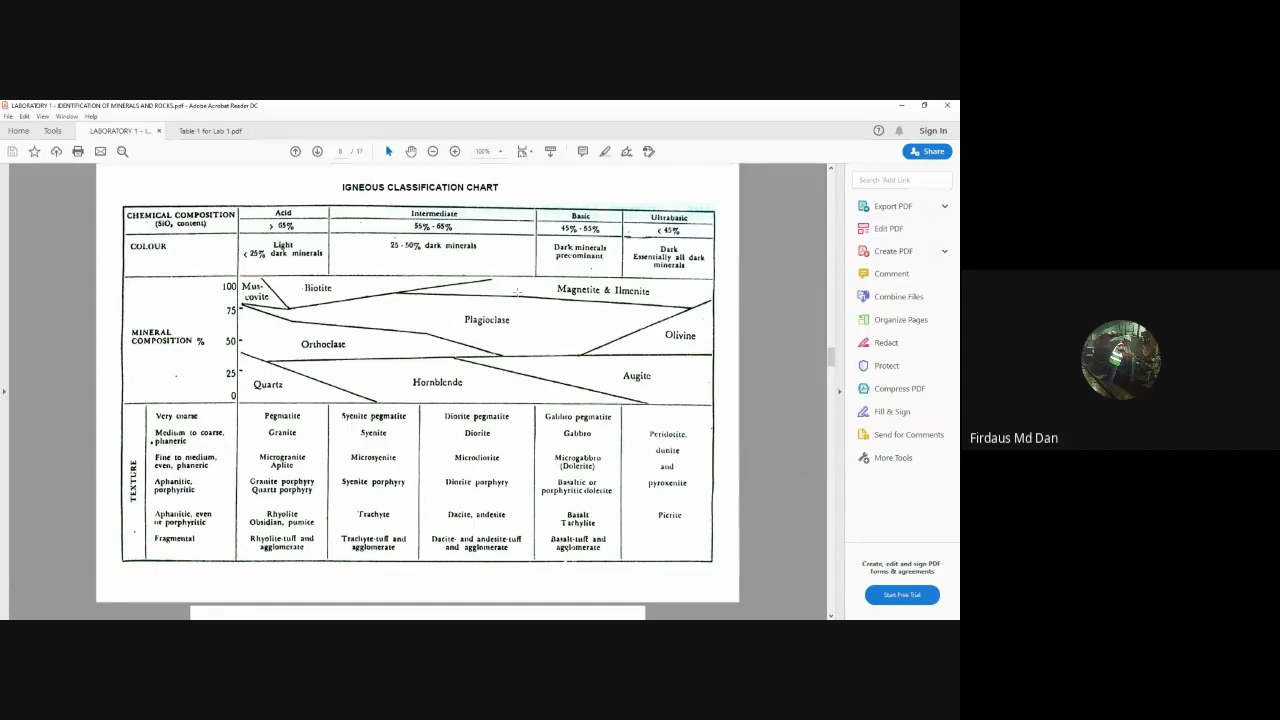 LABORATORY 1 - IDENTIFICATION OF MINERALS AND ROCKS.pdf - Adobe Acrobat Reader DC
File Edit View Window Help
Home Tools LABORATORY 1 - I... × Table 1 for Lab 1.pdf Sign In
8 / 17 100% Share
IGNEOUS CLASSIFICATION CHART
CHEMICAL COMPOSITION
(SiO₂ content)
Acid Intermediate Basic Ultrabasic
> 65% 55% - 65% 45% - 55% < 45%
COLOUR
Light
< 25% dark minerals
25 - 50% dark minerals
Dark minerals
predominant
Dark
Essentially all dark
minerals
MINERAL
COMPOSITION %
100
75
50
25
0
Mus-
covite
Biotite
Magnetite & Ilmenite
Plagioclase
Olivine
Orthoclase
Augite
Quartz
Hornblende
TEXTURE
Very coarse Pegmatite Syenite pegmatite Diorite pegmatite Gabbro pegmatite
Medium to coarse,
phaneric
Granite Syenite Diorite Gabbro
Peridotite,
dunite
and
pyroxenite
Fine to medium,
even, phaneric
Microgranite
Aplite
Microsyenite Microdiorite
Microgabbro
(Dolerite)
Aphanitic,
porphyritic
Granite porphyry
Quartz porphyry
Syenite porphyry Diorite porphyry
Basaltic or
porphyritic dolerite
Aphanitic, even
or porphyritic
Rhyolite
Obsidian, pumice
Trachyte Dacite, andesite
Basalt
Tachylite
Picrite
Fragmental
Rhyolite-tuff and
agglomerate
Trachyte-tuff and
agglomerate
Dacite- and andesite-tuff
and agglomerate
Basalt-tuff and
agglomerate
Search 'Add Link'
Export PDF
Edit PDF
Create PDF
Comment
Combine Files
Organize Pages
Redact
Protect
Compress PDF
Fill & Sign
Send for Comments
More Tools
Create, edit and sign PDF
forms & agreements
Start Free Trial
Firdaus Md Dan